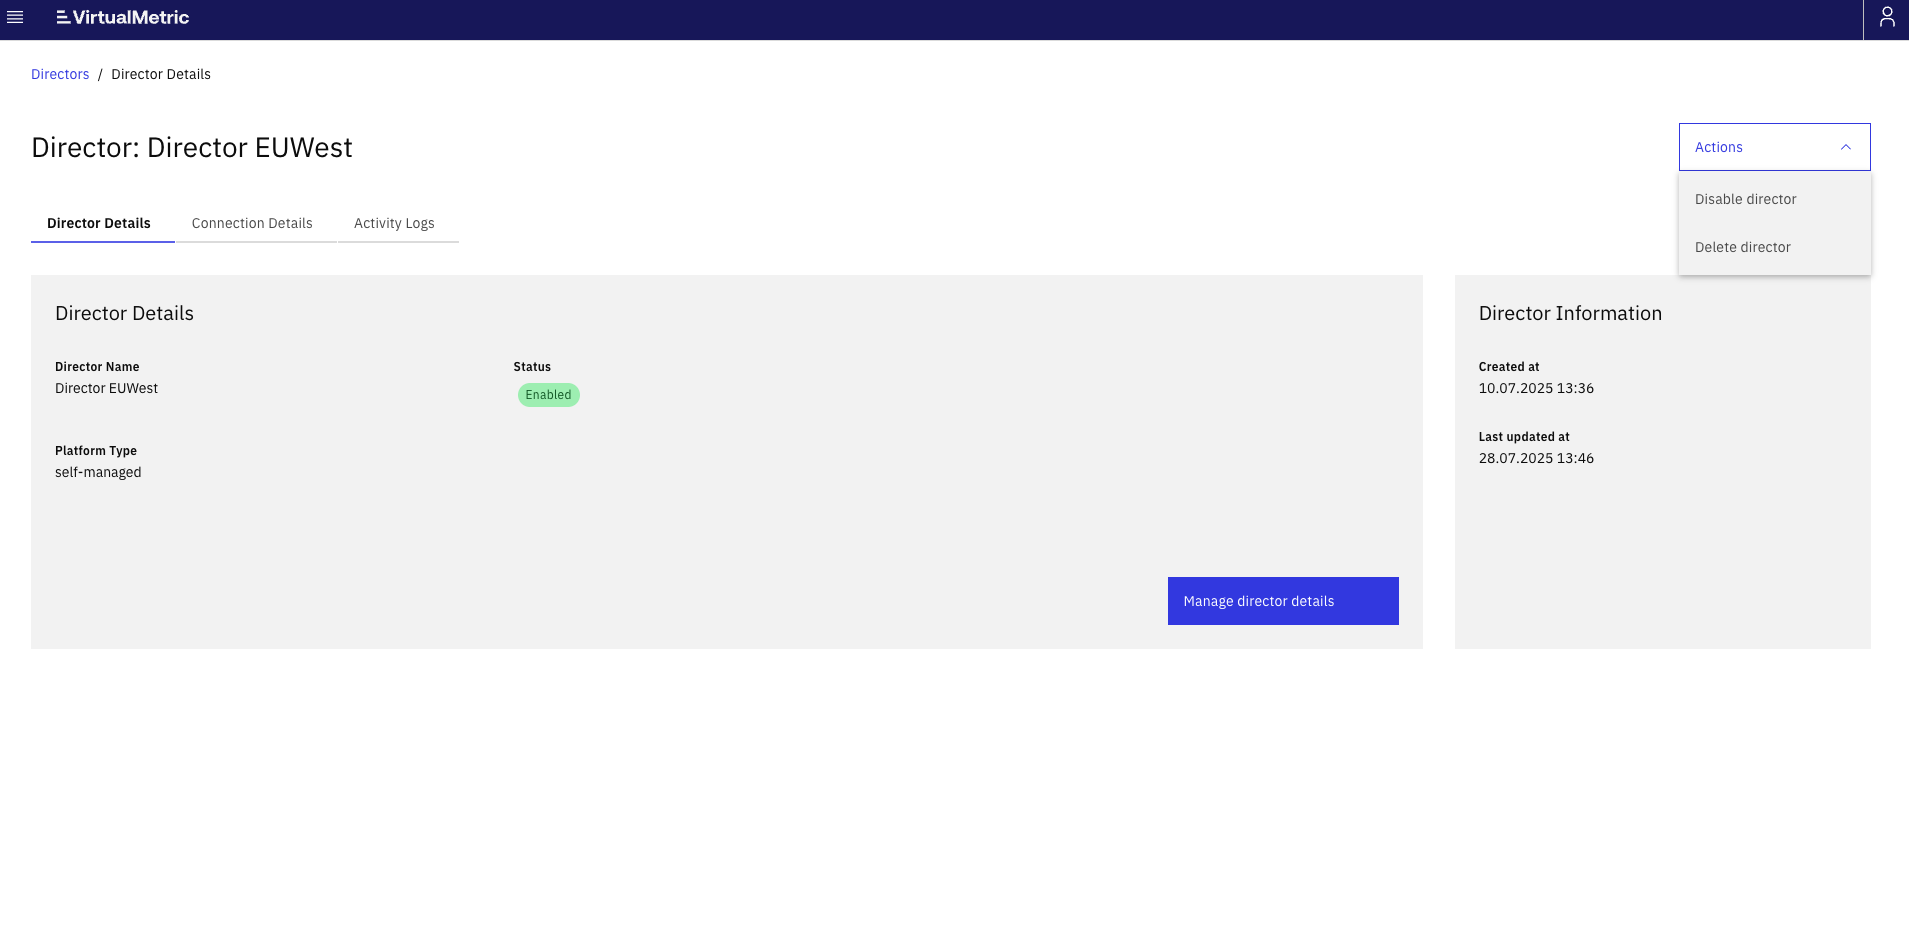 VirtualMetric
Directors / Director Details
Director: Director EUWest
Actions
Disable director
Delete director
Director Details
Connection Details
Activity Logs
Director Details
Director Name
Director EUWest
Status
Enabled
Platform Type
self-managed
Manage director details
Director Information
Created at
10.07.2025 13:36
Last updated at
28.07.2025 13:46